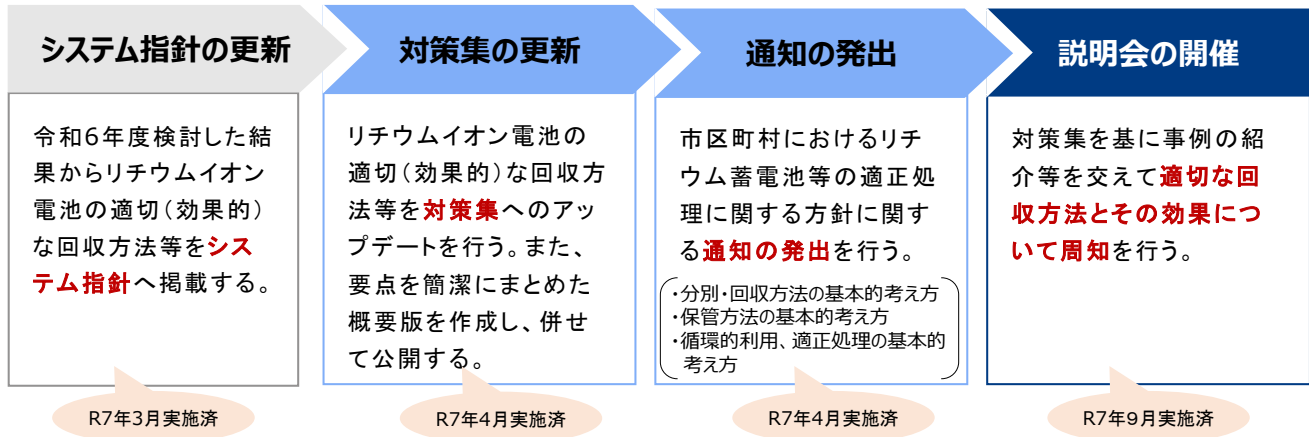 システム指針の更新
令和6年度検討した結
果からリチウムイオン
電池の適切(効果的)
な回収方法等をシス
テム指針へ掲載する。
R7年3月実施済
対策集の更新
リチウムイオン電池の
適切(効果的)な回収方
法等を対策集へのアッ
プデートを行う。また、
要点を簡潔にまとめた
概要版を作成し、併せ
て公開する。
R7年4月実施済
通知の発出
市区町村におけるリチ
ウム蓄電池等の適正処
理に関する方針に関す
る通知の発出を行う。
・分別・回収方法の基本的考え方
・保管方法の基本的考え方
・循環的利用、適正処理の基本的
考え方
R7年4月実施済
説明会の開催
対策集を基に事例の紹
介等を交えて適切な回
収方法とその効果につ
いて周知を行う。
R7年9月実施済